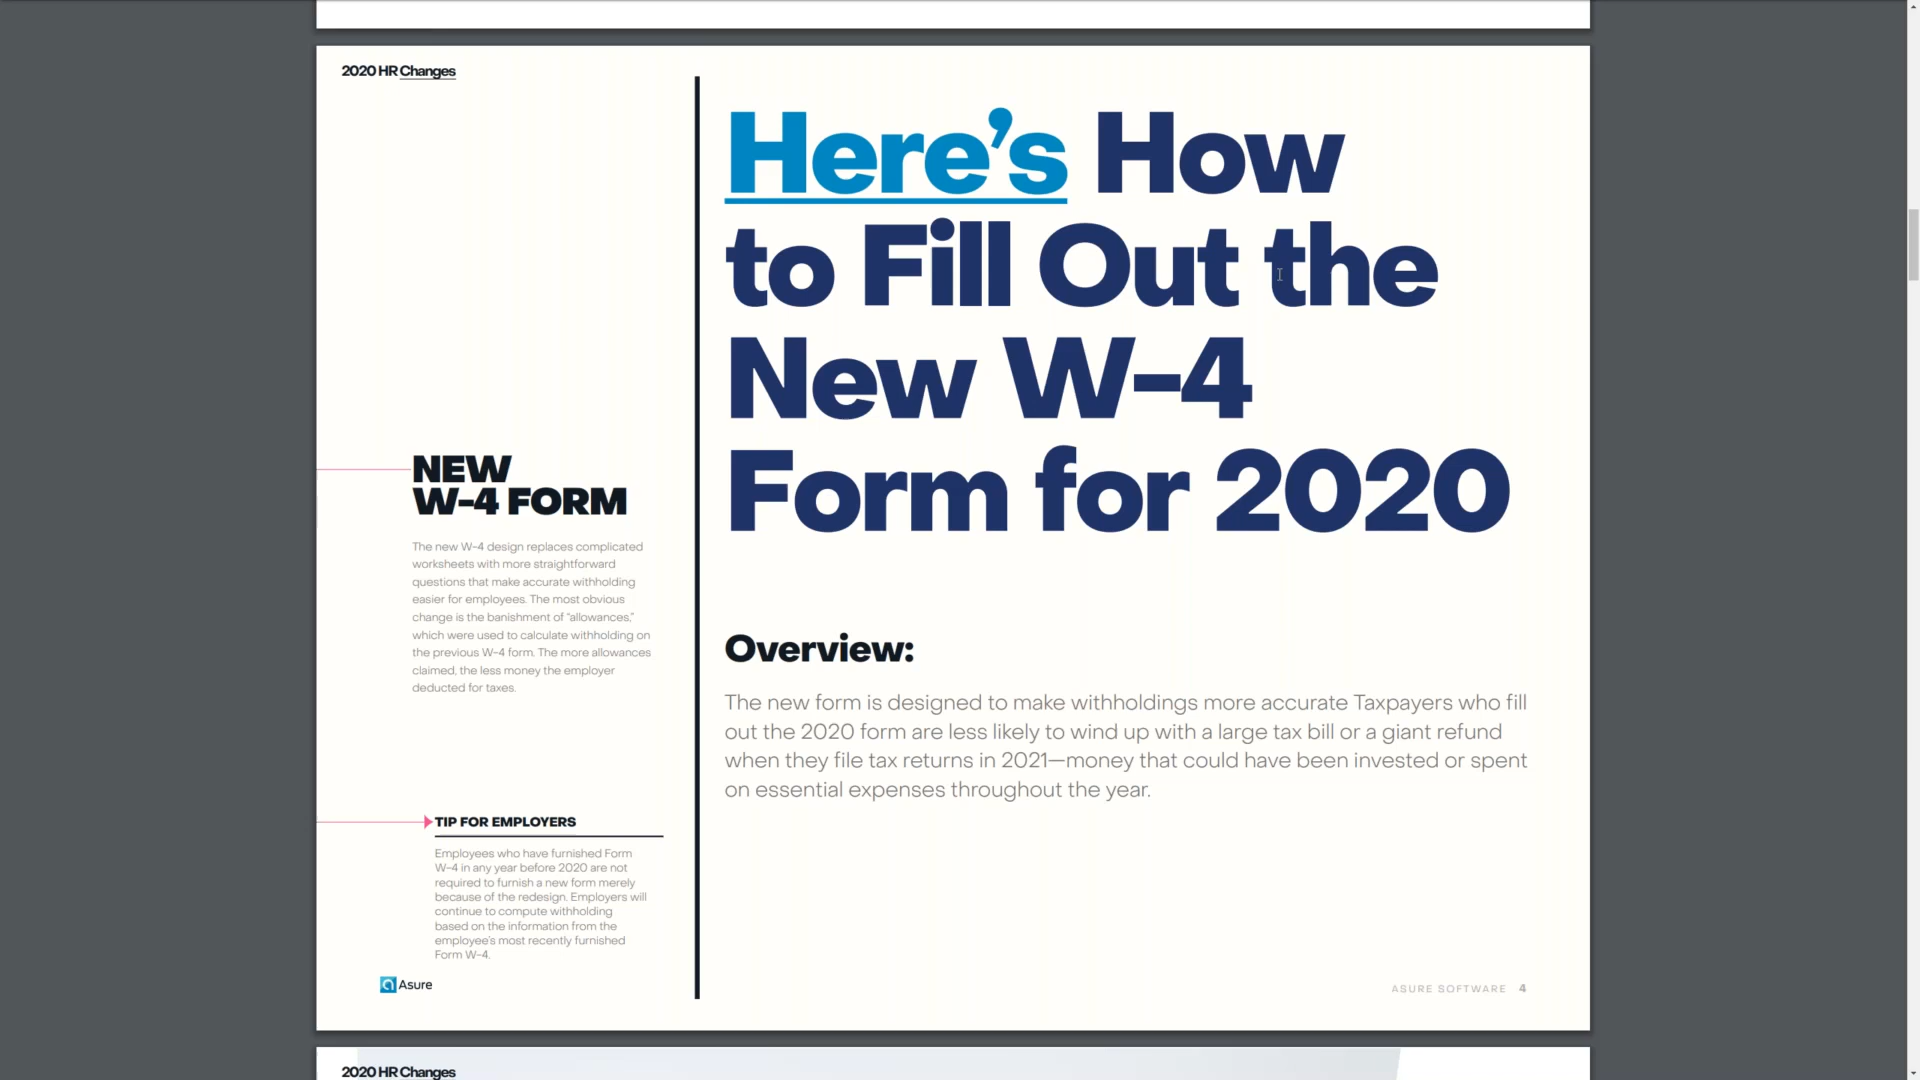 2020 HR Changes
Here's How
to Fill Out the
New W-4
Form for 2020
NEW
W-4 FORM
The new W-4 design replaces complicated
worksheets with more straightforward
questions that make accurate withholding
easier for employees. The most obvious
change is the banishment of “allowances,”
which were used to calculate withholding on
the previous W-4 form. The more allowances
claimed, the less money the employer
deducted for taxes.
Overview:
The new form is designed to make withholdings more accurate Taxpayers who fill
out the 2020 form are less likely to wind up with a large tax bill or a giant refund
when they file tax returns in 2021—money that could have been invested or spent
on essential expenses throughout the year.
TIP FOR EMPLOYERS
Employees who have furnished Form
W-4 in any year before 2020 are not
required to furnish a new form merely
because of the redesign. Employers will
continue to compute withholding
based on the information from the
employee's most recently furnished
Form W-4.
Asure
ASURE SOFTWARE 4
2020 HR Changes